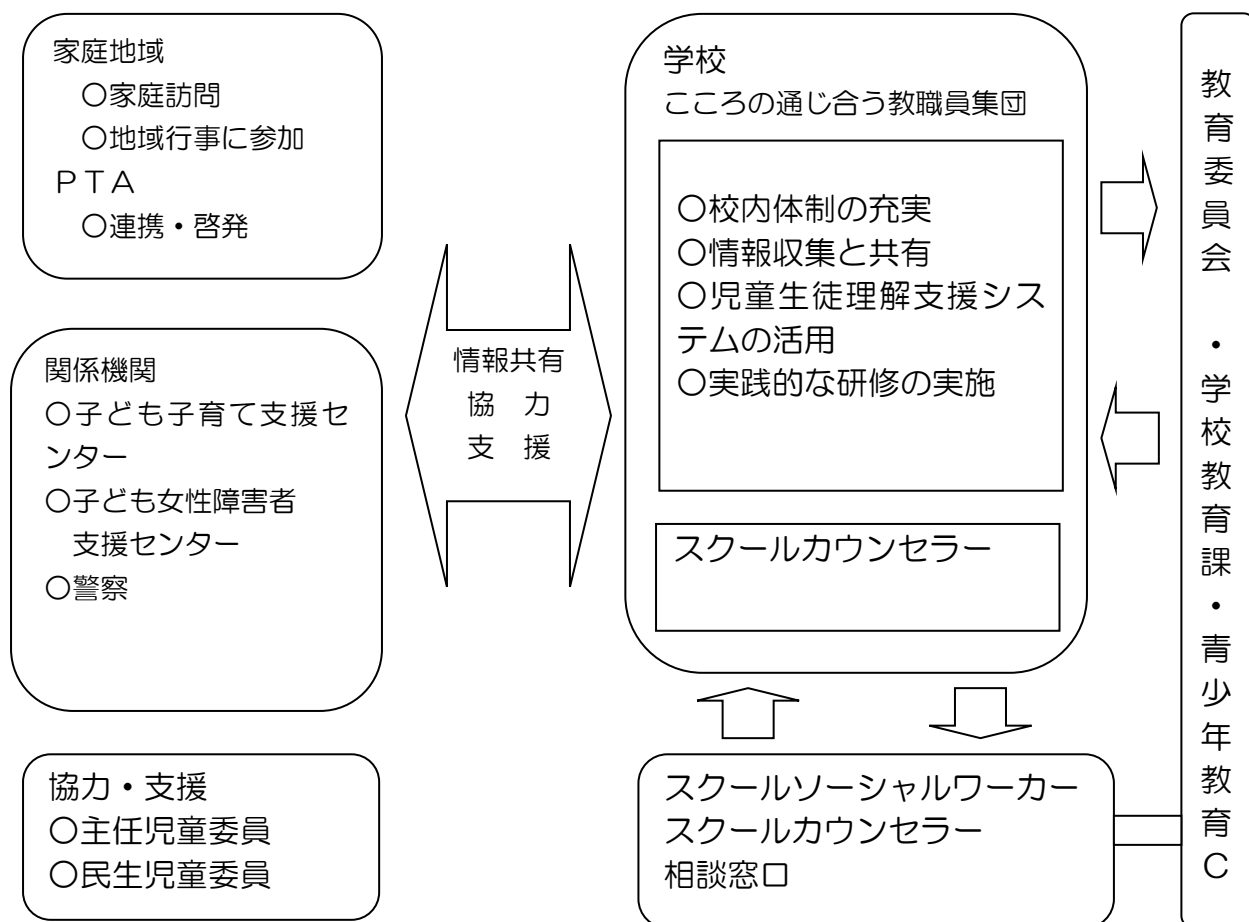 家庭地域
○家庭訪問
○地域行事に参加
ＰＴＡ
○連携・啓発
関係機関
○子ども子育て支援セ
ンター
○子ども女性障害者
支援センター
○警察
協力・支援
○主任児童委員
○民生児童委員
情報共有
協　力
支　援
学校
こころの通じ合う教職員集団
○校内体制の充実
○情報収集と共有
○児童生徒理解支援シス
テムの活用
○実践的な研修の実施
スクールカウンセラー
スクールソーシャルワーカー
スクールカウンセラー
相談窓口
教育委員会　・学校教育課・青少年教育Ｃ